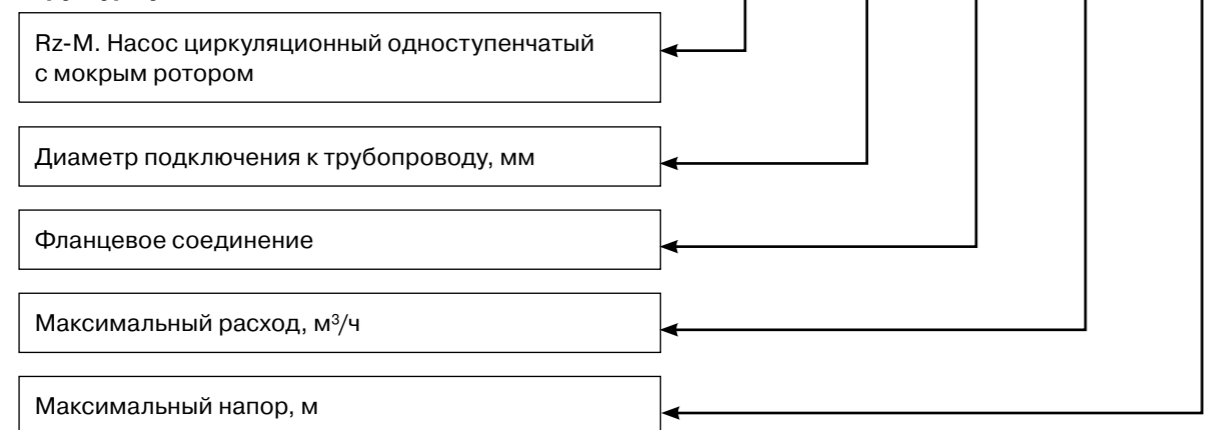 Rz-M. Насос циркуляционный одноступенчатый
с мокрым ротором
Диаметр подключения к трубопроводу, мм
Фланцевое соединение
Максимальный расход, м³/ч
Максимальный напор, м